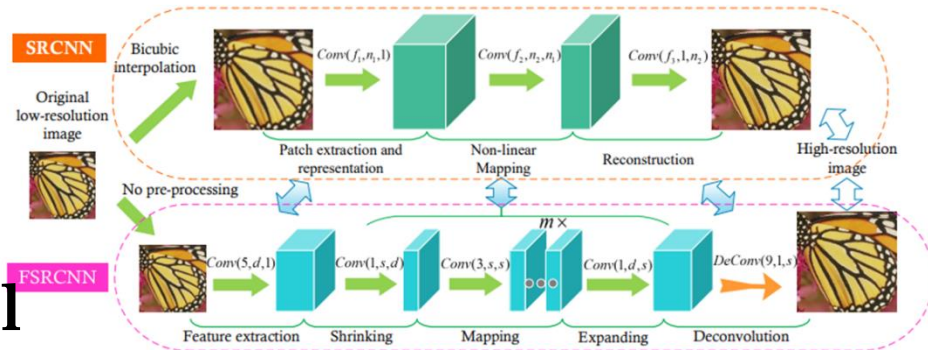 SRCNN
Bicubic
interpolation
Original
low-resolution
image
Conv(f₁,n₁,1)
Conv(f₂,n₂,n₁)
Conv(f₃,1,n₂)
Patch extraction and
representation
Non-linear
Mapping
Reconstruction
High-resolution
image
No pre-processing
m×
FSRCNN
l
Conv(5,d,1)
Conv(1,s,d)
Conv(3,s,s)
Conv(1,d,s)
DeConv(9,1,s)
Feature extraction
Shrinking
Mapping
Expanding
Deconvolution